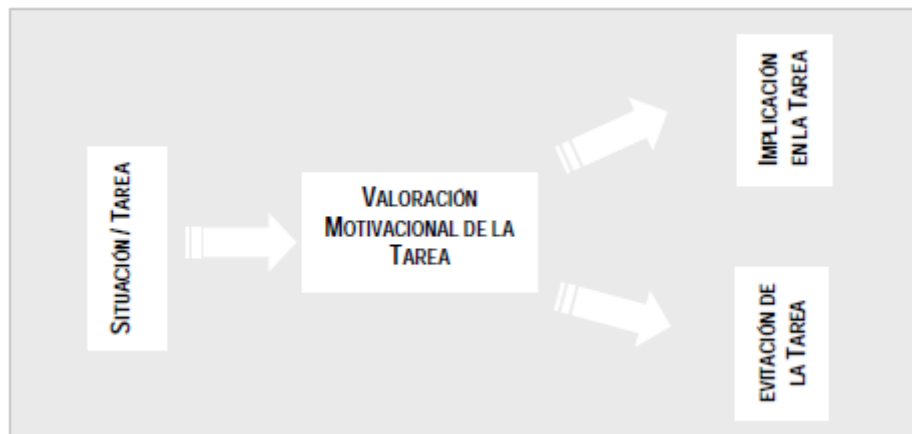 SITUACIÓN / TAREA
VALORACIÓN
MOTIVACIONAL DE LA
TAREA
IMPLICACIÓN
EN LA TAREA
EVITACIÓN DE
LA TAREA